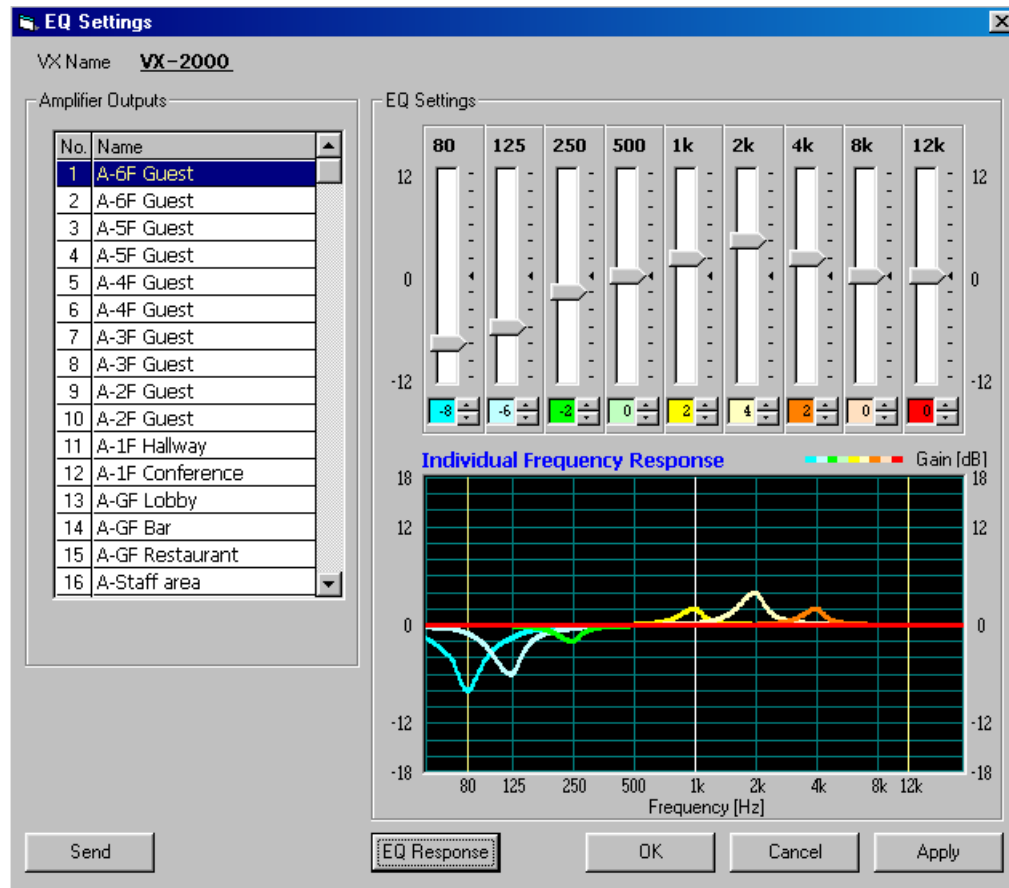 EQ Settings
VX Name VX-2000
Amplifier Outputs
No. Name
1 A-6F Guest
2 A-6F Guest
3 A-5F Guest
4 A-5F Guest
5 A-4F Guest
6 A-4F Guest
7 A-3F Guest
8 A-3F Guest
9 A-2F Guest
10 A-2F Guest
11 A-1F Hallway
12 A-1F Conference
13 A-GF Lobby
14 A-GF Bar
15 A-GF Restaurant
16 A-Staff area
EQ Settings
80 125 250 500 1k 2k 4k 8k 12k
12 12
0 0
-12 -12
-8 -6 -2 0 2 4 2 0 0
Individual Frequency Response Gain [dB]
18 18
12 12
0 0
-12 -12
-18 -18
80 125 250 500 1k 2k 4k 8k 12k
Frequency [Hz]
Send EQ Response OK Cancel Apply